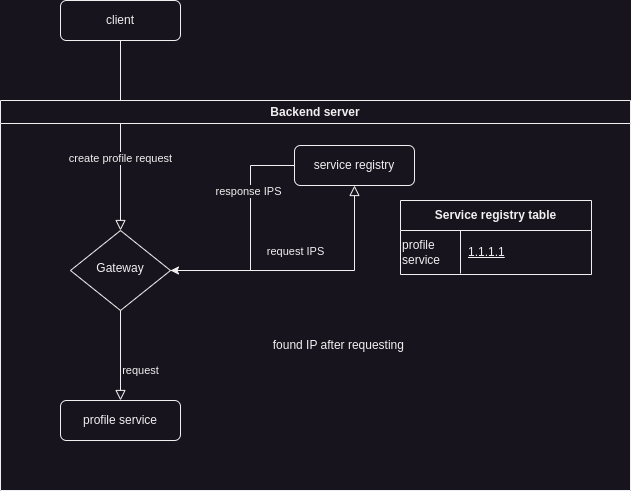 client
Backend server
create profile request
service registry
response IPS
Service registry table
profile
service
1.1.1.1
request IPS
Gateway
found IP after requesting
request
profile service